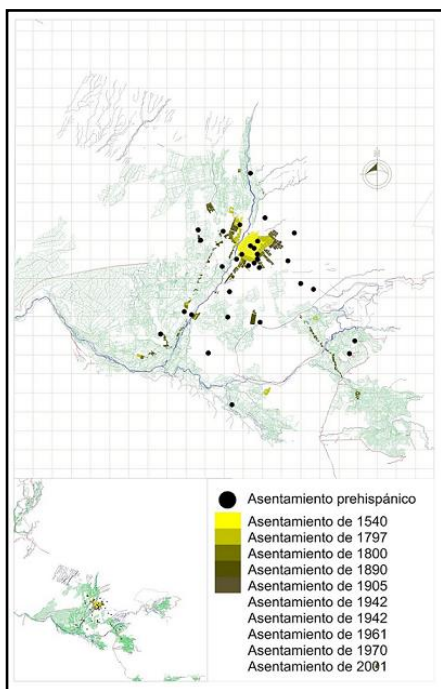 Asentamiento prehispánico
Asentamiento de 1540
Asentamiento de 1797
Asentamiento de 1800
Asentamiento de 1890
Asentamiento de 1905
Asentamiento de 1942
Asentamiento de 1942
Asentamiento de 1961
Asentamiento de 1970
Asentamiento de 2001